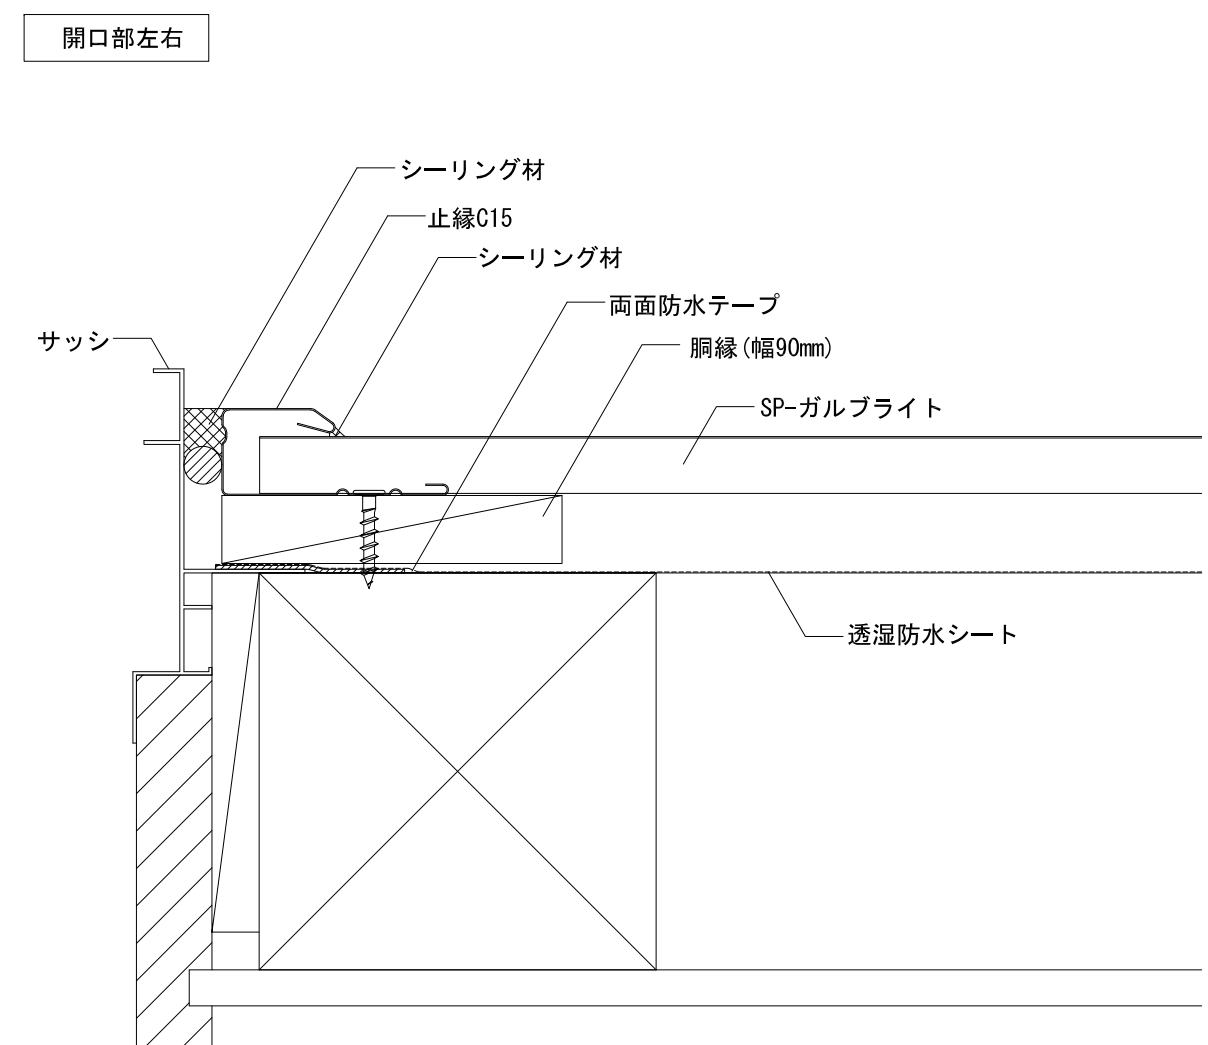 開口部左右
シーリング材
止縁C15
シーリング材
両面防水テープ
サッシ
胴縁(幅90mm)
SP-ガルブライト
透湿防水シート